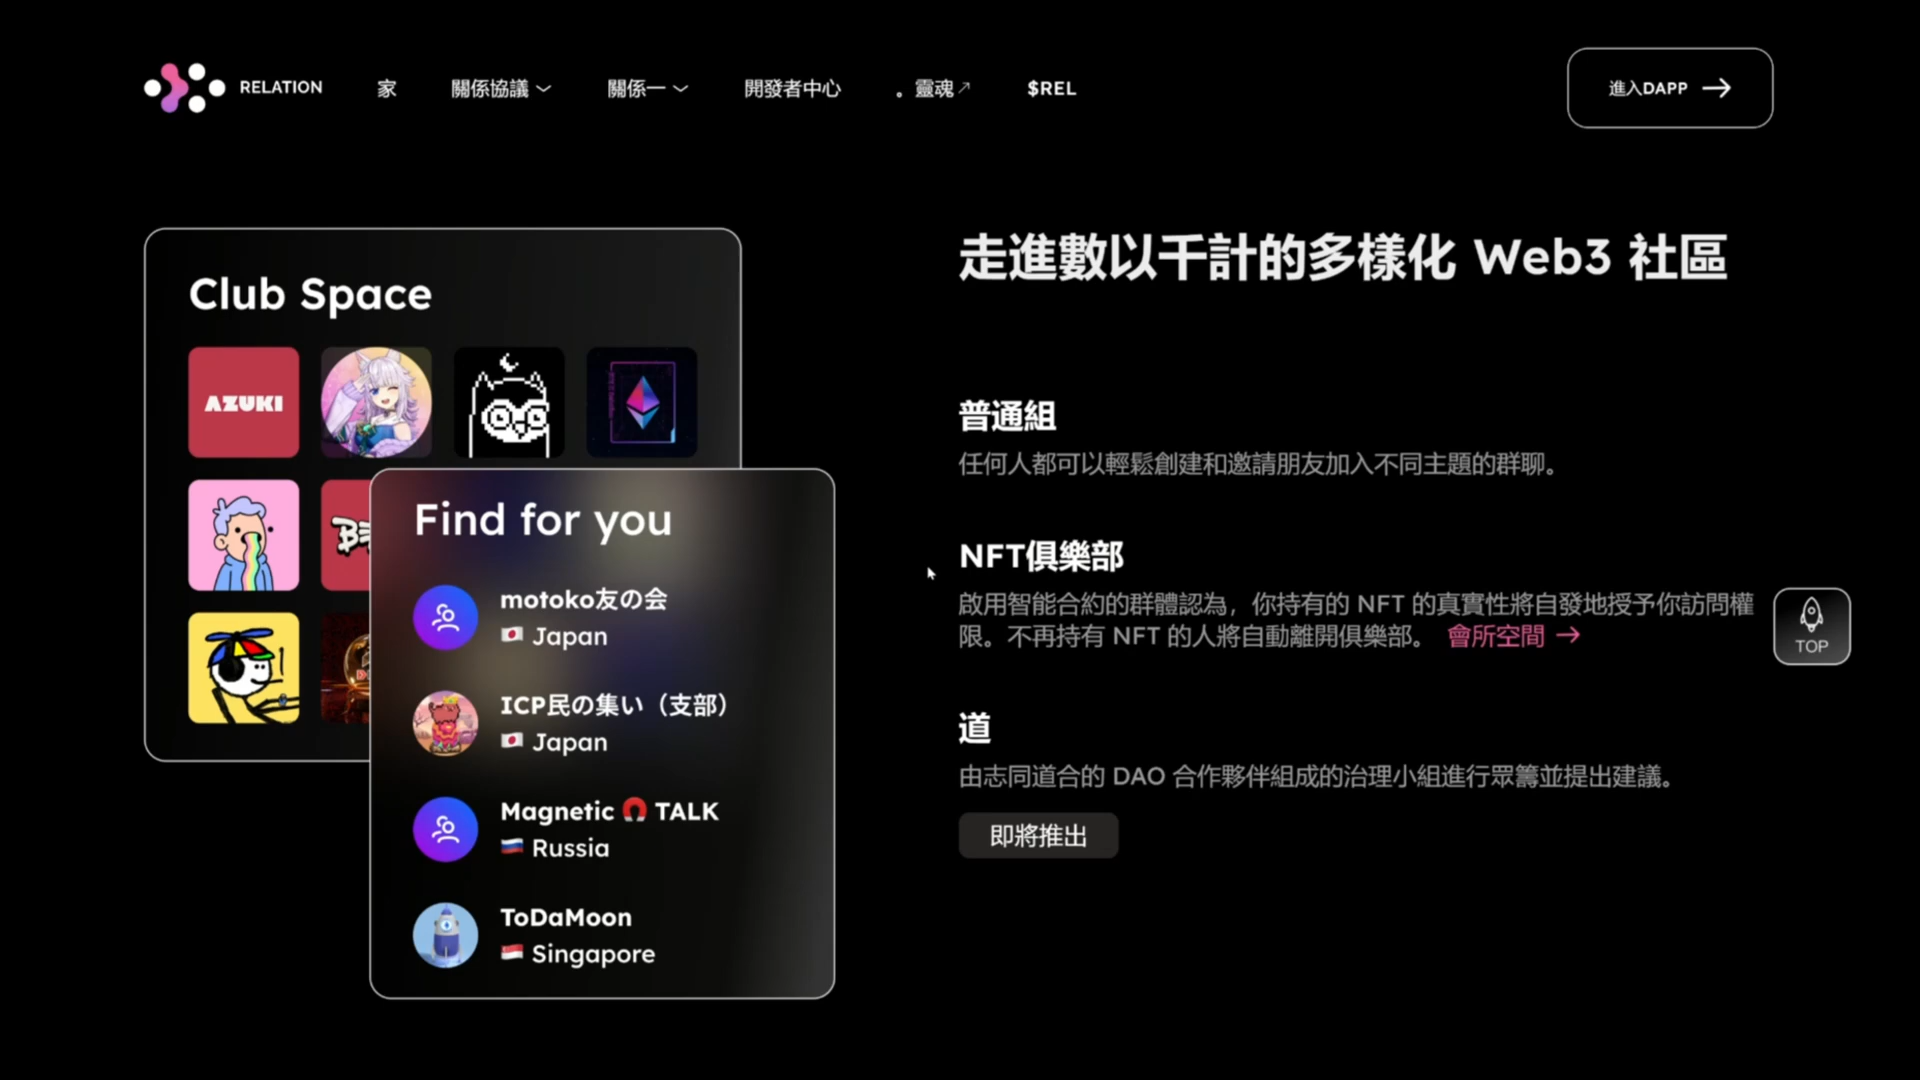 RELATION
家
關係協議
關係一
開發者中心
。靈魂↗
$REL
進入DAPP →
Club Space
AZUKI
Find for you
motoko友の会
Japan
ICP民の集い（支部）
Japan
Magnetic 🧲 TALK
Russia
ToDaMoon
Singapore
走進數以千計的多樣化 Web3 社區
普通組
任何人都可以輕鬆創建和邀請朋友加入不同主題的群聊。
NFT俱樂部
啟用智能合約的群體認為，你持有的 NFT 的真實性將自發地授予你訪問權
限。不再持有 NFT 的人將自動離開俱樂部。 會所空間 →
道
由志同道合的 DAO 合作夥伴組成的治理小組進行眾籌並提出建議。
即將推出
TOP